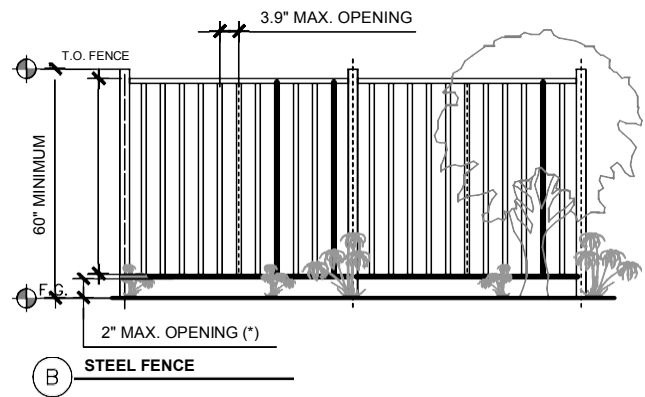 3.9" MAX. OPENING
T.O. FENCE
60" MINIMUM
F.G.
2" MAX. OPENING (*)
B STEEL FENCE